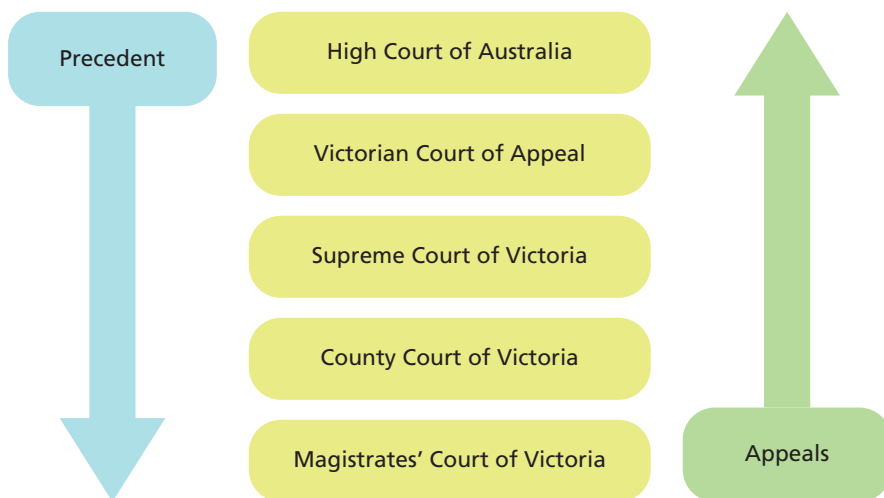 Precedent
High Court of Australia
Victorian Court of Appeal
Supreme Court of Victoria
County Court of Victoria
Magistrates’ Court of Victoria
Appeals